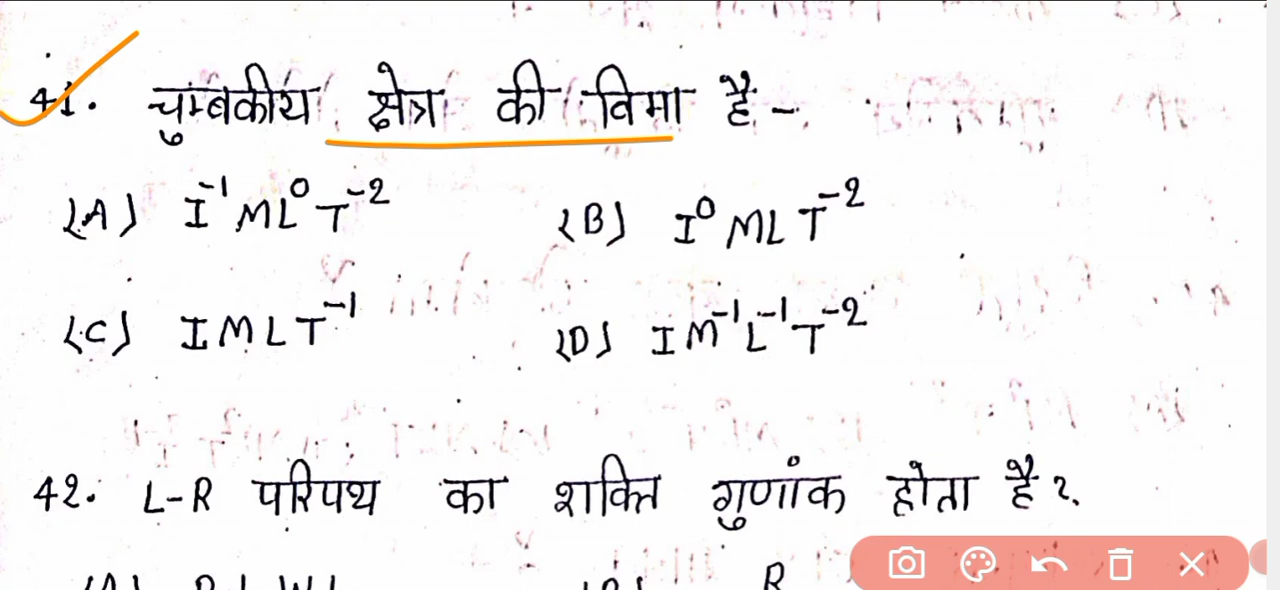 41. चुम्बकीय क्षेत्र की विमा है -
(A) I⁻¹ML⁰T⁻² (B) I⁰MLT⁻²
(C) IMLT⁻¹ (D) IM⁻¹L⁻¹T⁻²
42. L-R परिपथ का शक्ति गुणांक होता है ?